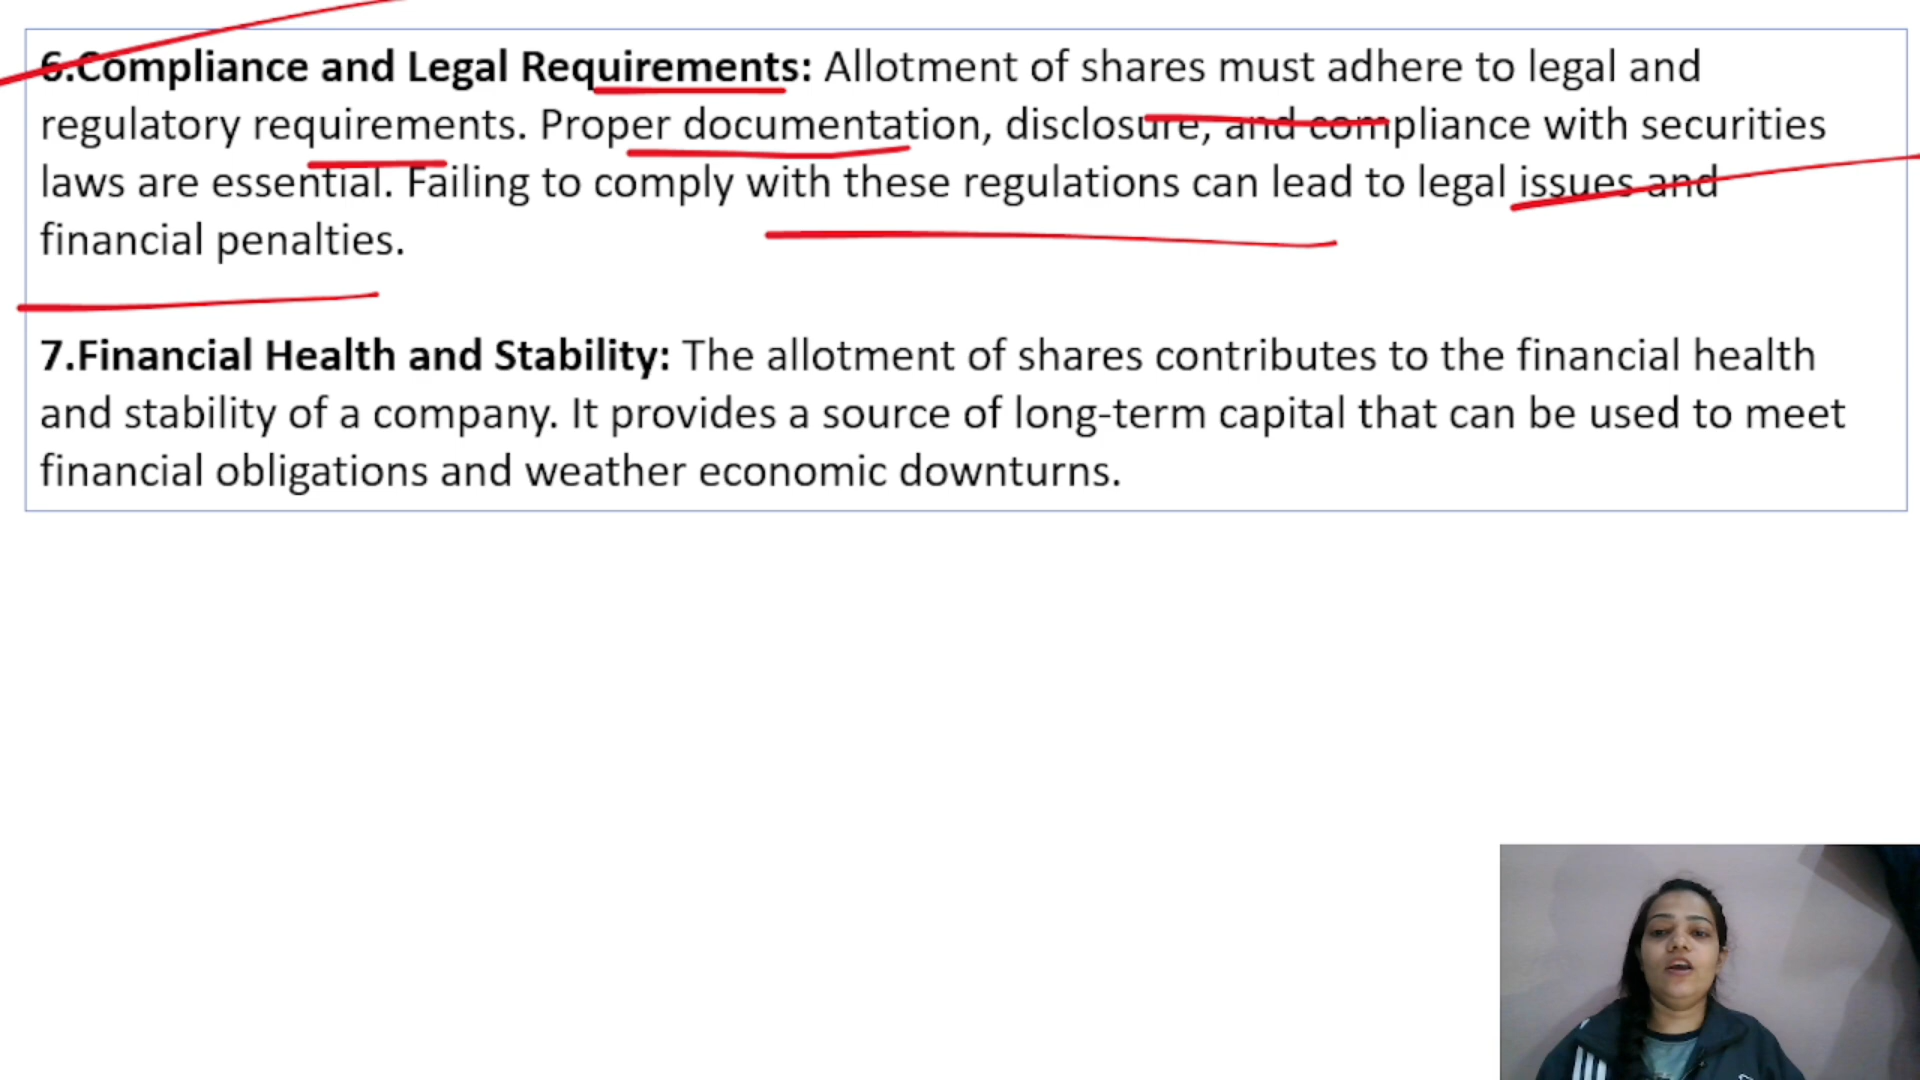 6.Compliance and Legal Requirements: Allotment of shares must adhere to legal and
regulatory requirements. Proper documentation, disclosure, and compliance with securities
laws are essential. Failing to comply with these regulations can lead to legal issues and
financial penalties.
7.Financial Health and Stability: The allotment of shares contributes to the financial health
and stability of a company. It provides a source of long-term capital that can be used to meet
financial obligations and weather economic downturns.